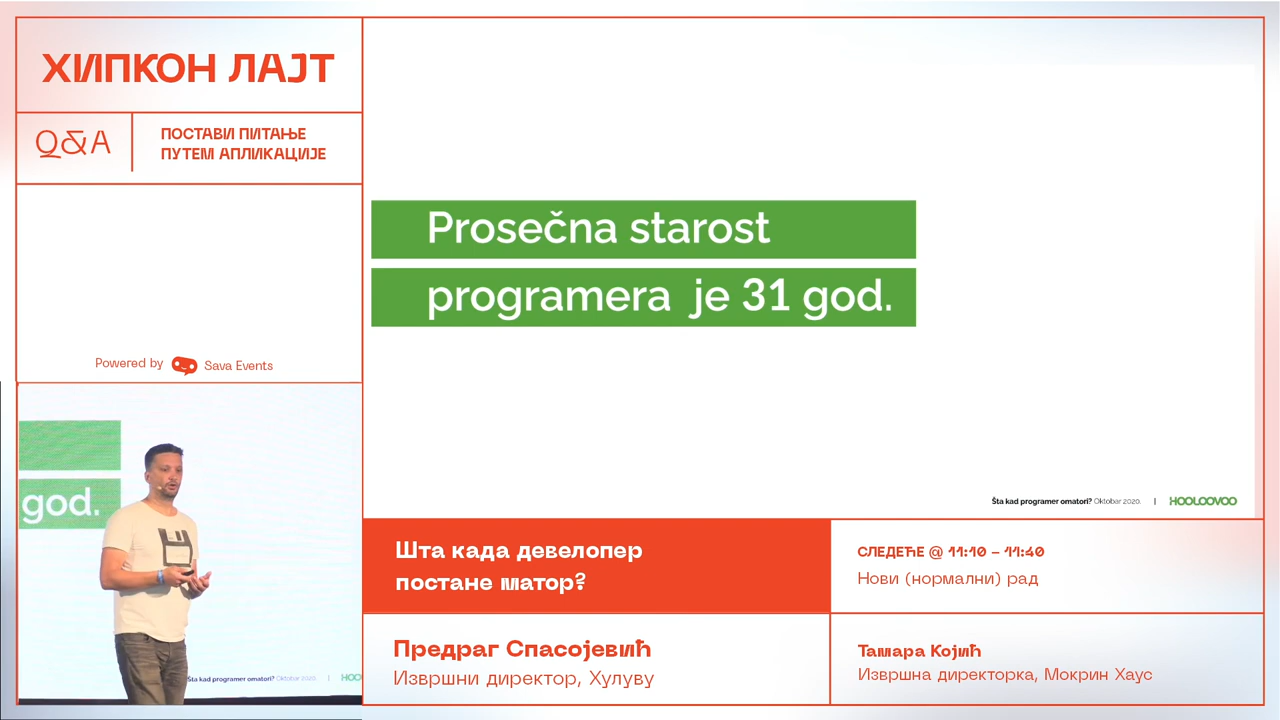 ХИПКОН ЛАЈТ
Q&A
ПОСТАВИ ПИТАЊЕ
ПУТЕМ АПЛИКАЦИЈЕ
Powered by Sava Events
Prosečna starost
programera je 31 god.
Šta kad programer omatori? Oktobar 2020. | HOOLOOVOO
god.
Šta kad programer omatori? Oktobar 2020. | HOO
Шта када девелопер
постане матор?
Предраг Спасојевић
Извршни директор, Хулуву
СЛЕДЕЋЕ @ 11:10 – 11:40
Нови (нормални) рад
Тамара Којић
Извршна директорка, Мокрин Хаус